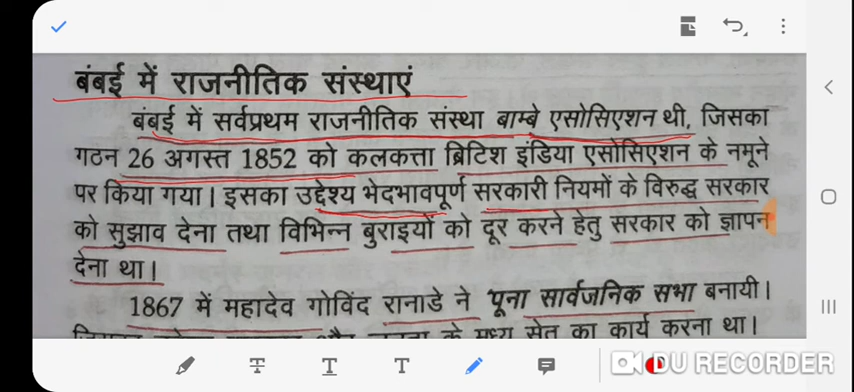 बंबई में राजनीतिक संस्थाएं
बंबई में सर्वप्रथम राजनीतिक संस्था बाम्बे एसोसिएशन थी, जिसका
गठन 26 अगस्त 1852 को कलकत्ता ब्रिटिश इंडिया एसोसिएशन के नमूने
पर किया गया। इसका उद्देश्य भेदभावपूर्ण सरकारी नियमों के विरुद्ध सरकार
को सुझाव देना तथा विभिन्न बुराइयों को दूर करने हेतु सरकार को ज्ञापन
देना था।
1867 में महादेव गोविंद रानाडे ने पूना सार्वजनिक सभा बनायी।
के मध्य सेतु का कार्य करना था।
T T T
DU RECORDER